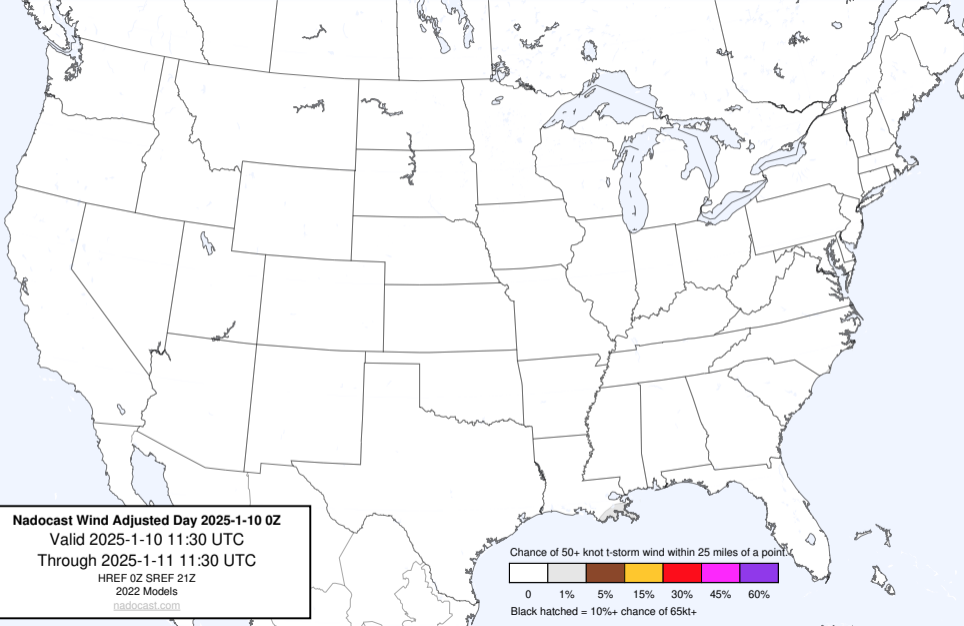 Nadocast Wind Adjusted Day 2025-1-10 0Z
Valid 2025-1-10 11:30 UTC
Through 2025-1-11 11:30 UTC
HREF 0Z SREF 21Z
2022 Models
nadocast.com
Chance of 50+ knot t-storm wind within 25 miles of a point.
0 1% 5% 15% 30% 45% 60%
Black hatched = 10%+ chance of 65kt+